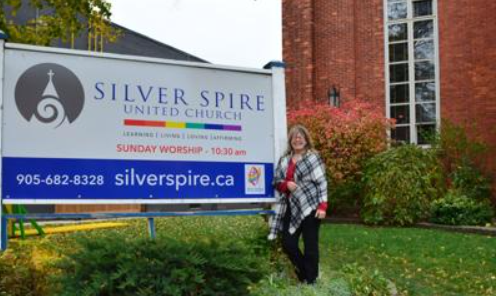 SILVER SPIRE
UNITED CHURCH
LEARNING | LIVING | LOVING | AFFIRMING
SUNDAY WORSHIP - 10:30 am
905-682-8328 silverspire.ca